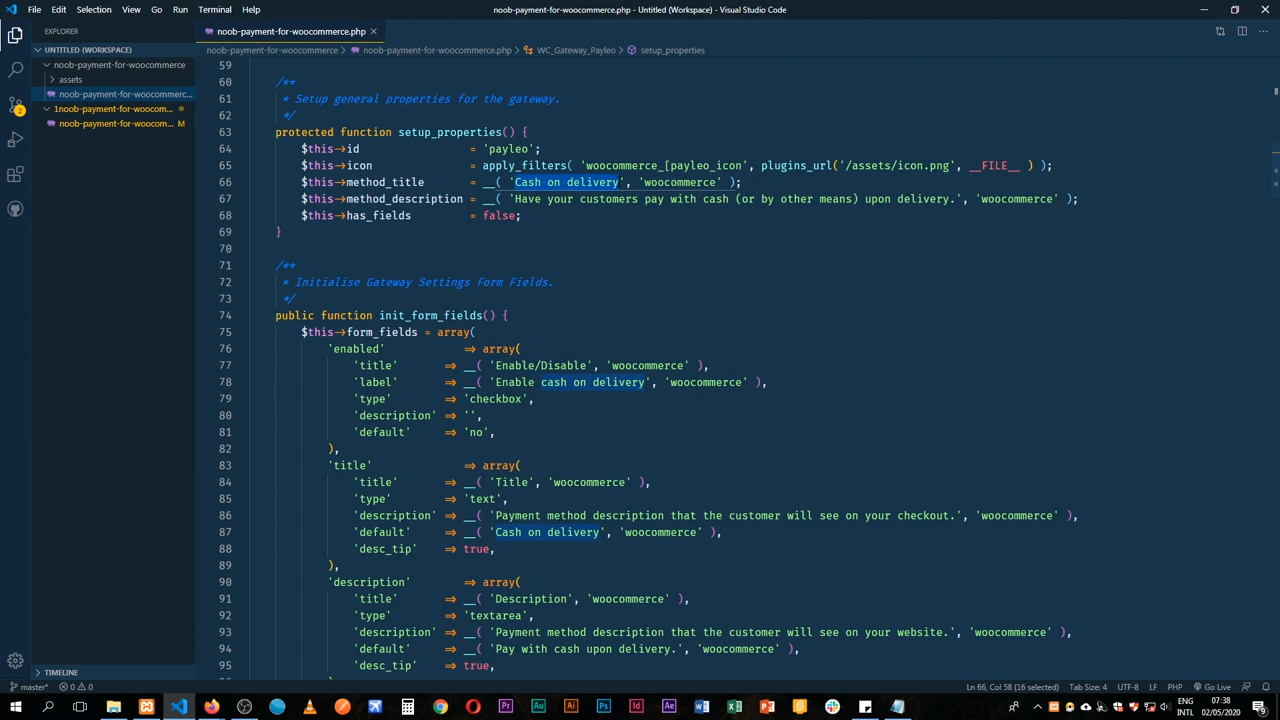 File Edit Selection View Go Run Terminal Help
noob-payment-for-woocommerce.php - Untitled (Workspace) - Visual Studio Code
EXPLORER
noob-payment-for-woocommerce.php
UNTITLED (WORKSPACE)
noob-payment-for-woocommerce
assets
noob-payment-for-woocommerc...
1noob-payment-for-woocom...
noob-payment-for-woocom... M
2
TIMELINE
noob-payment-for-woocommerce > noob-payment-for-woocommerce.php > WC_Gateway_Payleo > setup_properties
59
60 /**
61 * Setup general properties for the gateway.
62 */
63 protected function setup_properties() {
64 $this→id = 'payleo';
65 $this→icon = apply_filters( 'woocommerce_[payleo_icon', plugins_url('/assets/icon.png', __FILE__ ) );
66 $this→method_title = __( 'Cash on delivery', 'woocommerce' );
67 $this→method_description = __( 'Have your customers pay with cash (or by other means) upon delivery.', 'woocommerce' );
68 $this→has_fields = false;
69 }
70
71 /**
72 * Initialise Gateway Settings Form Fields.
73 */
74 public function init_form_fields() {
75 $this→form_fields = array(
76 'enabled' ⇒ array(
77 'title' ⇒ __( 'Enable/Disable', 'woocommerce' ),
78 'label' ⇒ __( 'Enable cash on delivery', 'woocommerce' ),
79 'type' ⇒ 'checkbox',
80 'description' ⇒ '',
81 'default' ⇒ 'no',
82 ),
83 'title' ⇒ array(
84 'title' ⇒ __( 'Title', 'woocommerce' ),
85 'type' ⇒ 'text',
86 'description' ⇒ __( 'Payment method description that the customer will see on your checkout.', 'woocommerce' ),
87 'default' ⇒ __( 'Cash on delivery', 'woocommerce' ),
88 'desc_tip' ⇒ true,
89 ),
90 'description' ⇒ array(
91 'title' ⇒ __( 'Description', 'woocommerce' ),
92 'type' ⇒ 'textarea',
93 'description' ⇒ __( 'Payment method description that the customer will see on your website.', 'woocommerce' ),
94 'default' ⇒ __( 'Pay with cash upon delivery.', 'woocommerce' ),
95 'desc_tip' ⇒ true,
master* 0 0
Ln 66, Col 58 (16 selected) Tab Size: 4 UTF-8 LF PHP Go Live
Pr Au Ai Ps Id Ae
ENG
INTL
07:38
02/05/2020